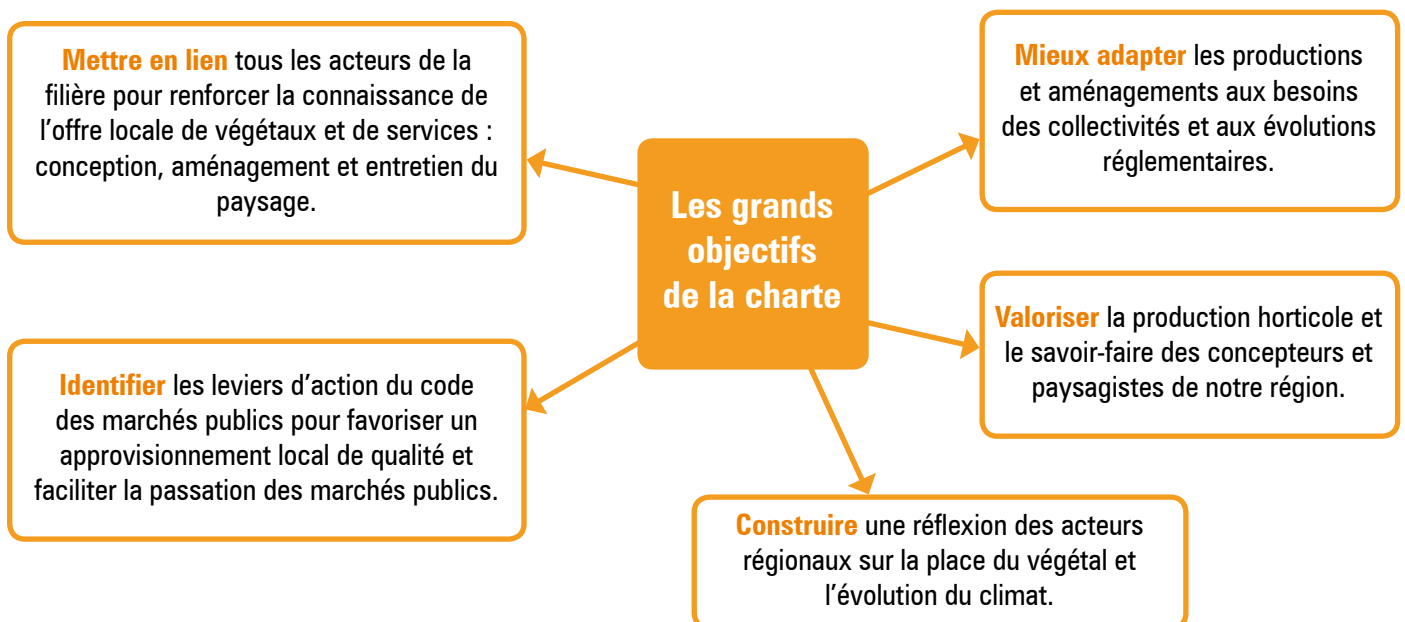 Mettre en lien tous les acteurs de la
filière pour renforcer la connaissance de
l’offre locale de végétaux et de services :
conception, aménagement et entretien du
paysage.
Mieux adapter les productions
et aménagements aux besoins
des collectivités et aux évolutions
réglementaires.
Les grands
objectifs
de la charte
Identifier les leviers d’action du code
des marchés publics pour favoriser un
approvisionnement local de qualité et
faciliter la passation des marchés publics.
Valoriser la production horticole et
le savoir-faire des concepteurs et
paysagistes de notre région.
Construire une réflexion des acteurs
régionaux sur la place du végétal et
l’évolution du climat.